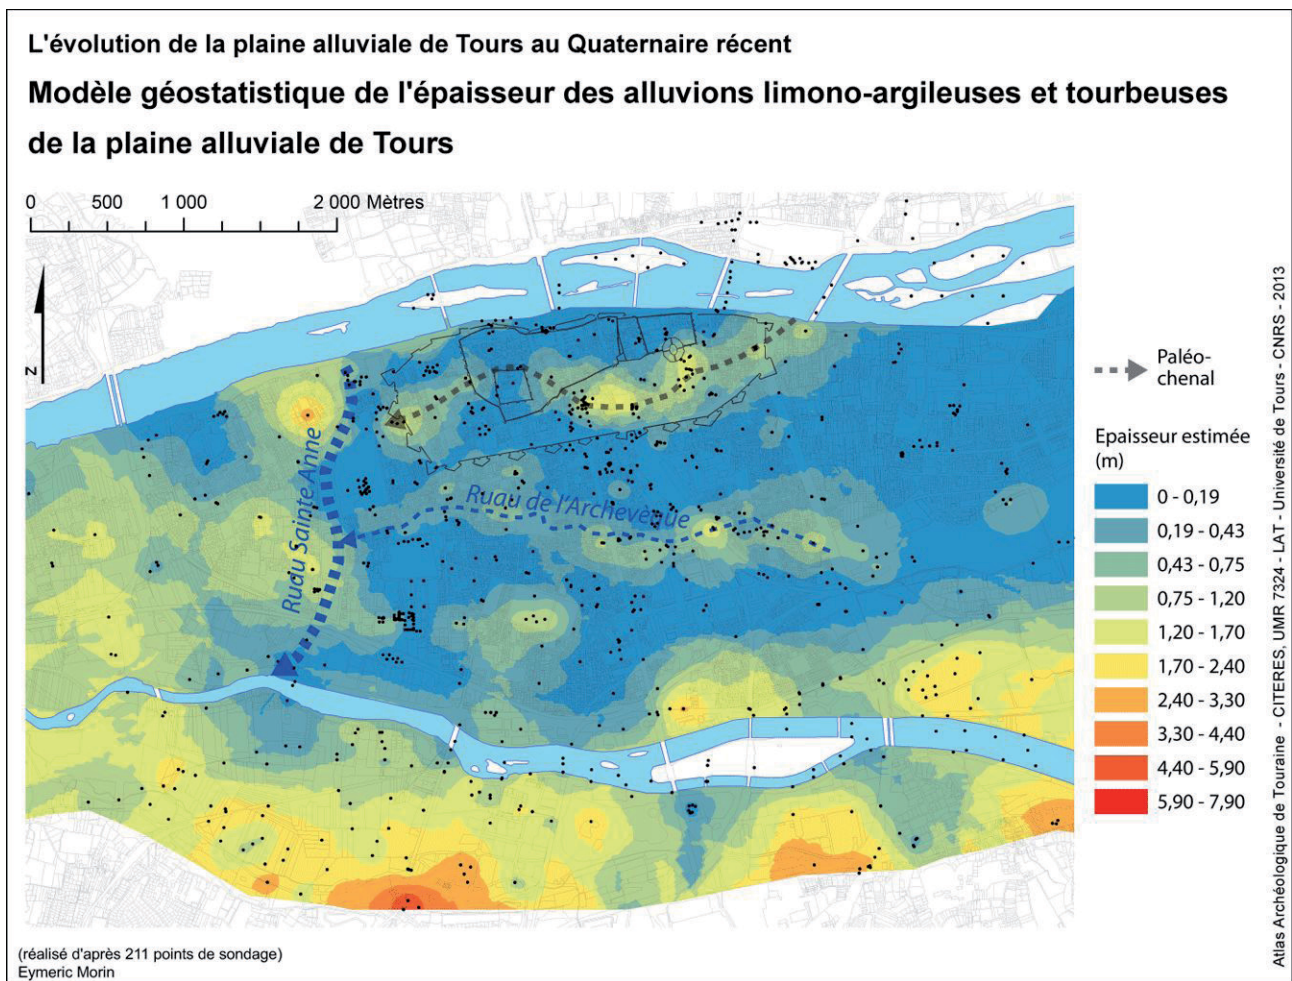 L'évolution de la plaine alluviale de Tours au Quaternaire récent
Modèle géostatistique de l'épaisseur des alluvions limono-argileuses et tourbeuses
de la plaine alluviale de Tours
0 500 1 000 2 000 Mètres
N
Ruau Sainte Anne
Ruau de l'Archevèque
Paléo-
chenal
Epaisseur estimée
(m)
0 - 0,19
0,19 - 0,43
0,43 - 0,75
0,75 - 1,20
1,20 - 1,70
1,70 - 2,40
2,40 - 3,30
3,30 - 4,40
4,40 - 5,90
5,90 - 7,90
Atlas Archéologique de Touraine - CITERES, UMR 7324 - LAT - Université de Tours - CNRS - 2013
(réalisé d'après 211 points de sondage)
Eymeric Morin